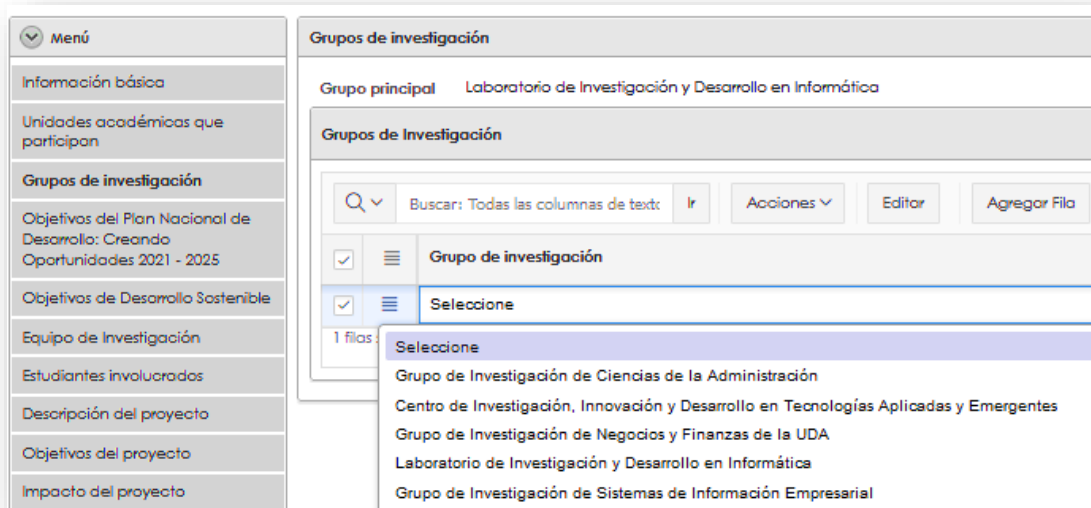 Menú
Información básica
Unidades académicas que
participan
Grupos de investigación
Objetivos del Plan Nacional de
Desarrollo: Creando
Oportunidades 2021 - 2025
Objetivos de Desarrollo Sostenible
Equipo de Investigación
Estudiantes involucrados
Descripción del proyecto
Objetivos del proyecto
Impacto del proyecto
Grupos de investigación
Grupo principal Laboratorio de Investigación y Desarrollo en Informática
Grupos de Investigación
Buscar: Todas las columnas de texto Ir Acciones Editar Agregar Fila
Grupo de investigación
Seleccione
1 filas
Seleccione
Grupo de Investigación de Ciencias de la Administración
Centro de Investigación, Innovación y Desarrollo en Tecnologías Aplicadas y Emergentes
Grupo de Investigación de Negocios y Finanzas de la UDA
Laboratorio de Investigación y Desarrollo en Informática
Grupo de Investigación de Sistemas de Información Empresarial